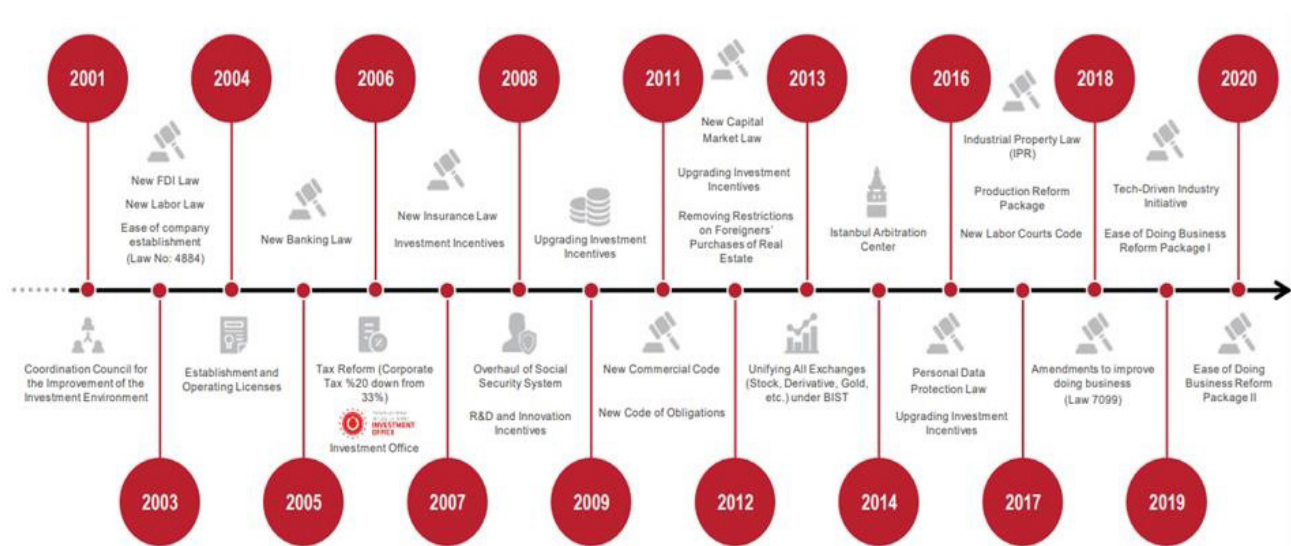 2001
2004
2006
2008
2011
2013
2016
2018
2020
New FDI Law
New Labor Law
Ease of company
establishment
(Law No: 4884)
New Banking Law
New Insurance Law
Investment Incentives
Upgrading Investment
Incentives
New Capital
Market Law
Upgrading Investment
Incentives
Removing Restrictions
on Foreigners'
Purchases of Real
Estate
Istanbul Arbitration
Center
Industrial Property Law
(IPR)
Production Reform
Package
New Labor Courts Code
Tech-Driven Industry
Initiative
Ease of Doing Business
Reform Package I
Coordination Council for
the Improvement of the
Investment Environment
Establishment and
Operating Licenses
Tax Reform (Corporate
Tax %20 down from
33%)
INVESTMENT
OFFICE
Investment Office
Overhaul of Social
Security System
R&D and Innovation
Incentives
New Commercial Code
New Code of Obligations
Unifying All Exchanges
(Stock, Derivative, Gold,
etc.) under BIST
Personal Data
Protection Law
Upgrading Investment
Incentives
Amendments to improve
doing business
(Law 7099)
Ease of Doing
Business Reform
Package II
2003
2005
2007
2009
2012
2014
2017
2019